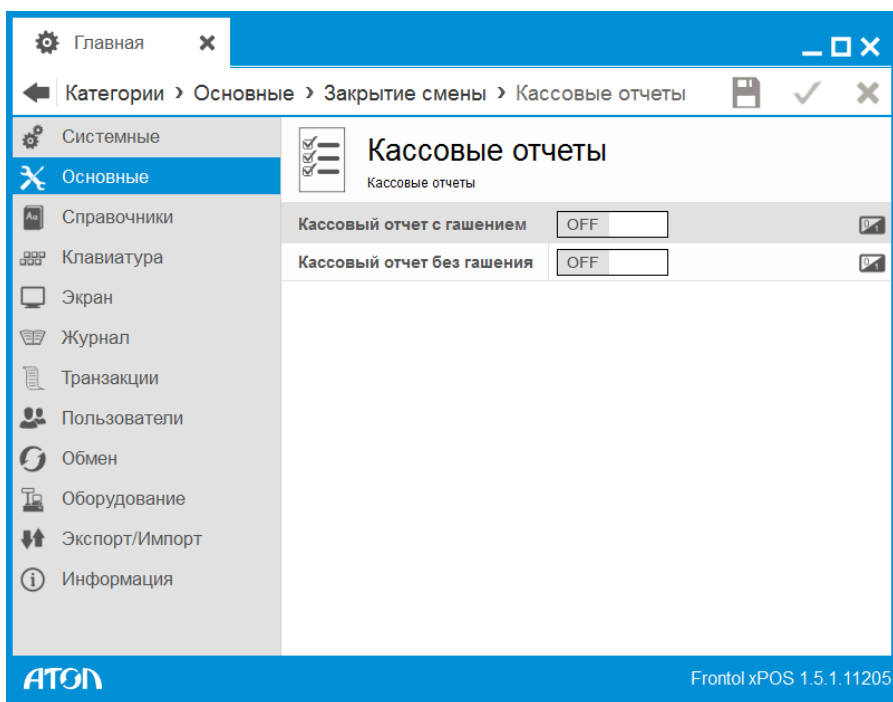 Главная
Категории › Основные › Закрытие смены › Кассовые отчеты
Системные
Основные
Справочники
Клавиатура
Экран
Журнал
Транзакции
Пользователи
Обмен
Оборудование
Экспорт/Импорт
Информация
Кассовые отчеты
Кассовые отчеты
Кассовый отчет с гашением OFF
Кассовый отчет без гашения OFF
ATOL Frontol xPOS 1.5.1.11205